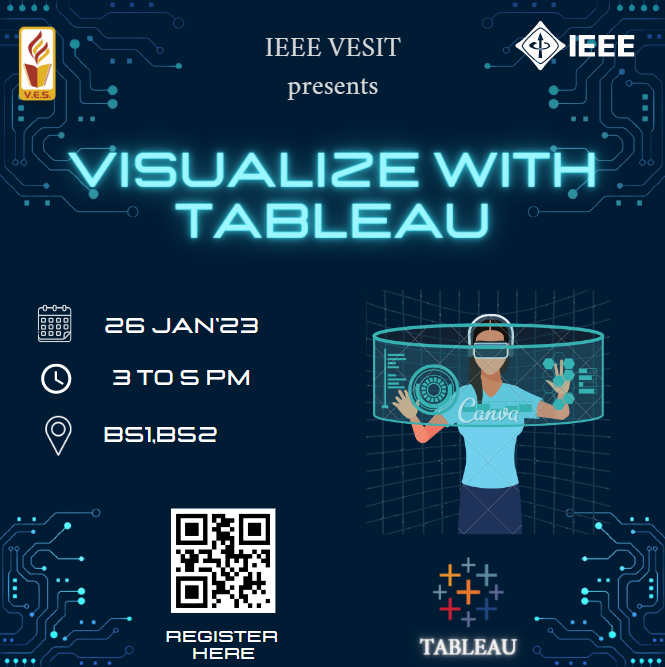 IEEE VESIT
presents
V.E.S.
IEEE
VISUALIZE WITH
TABLEAU
26 JAN'23
3 TO 5 PM
BS1,BS2
Canva
REGISTER
HERE
TABLEAU